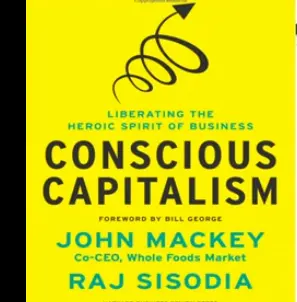 LIBERATING THE
HEROIC SPIRIT OF BUSINESS
CONSCIOUS
CAPITALISM
FOREWORD BY BILL GEORGE
JOHN MACKEY
Co-CEO, Whole Foods Market
RAJ SISODIA